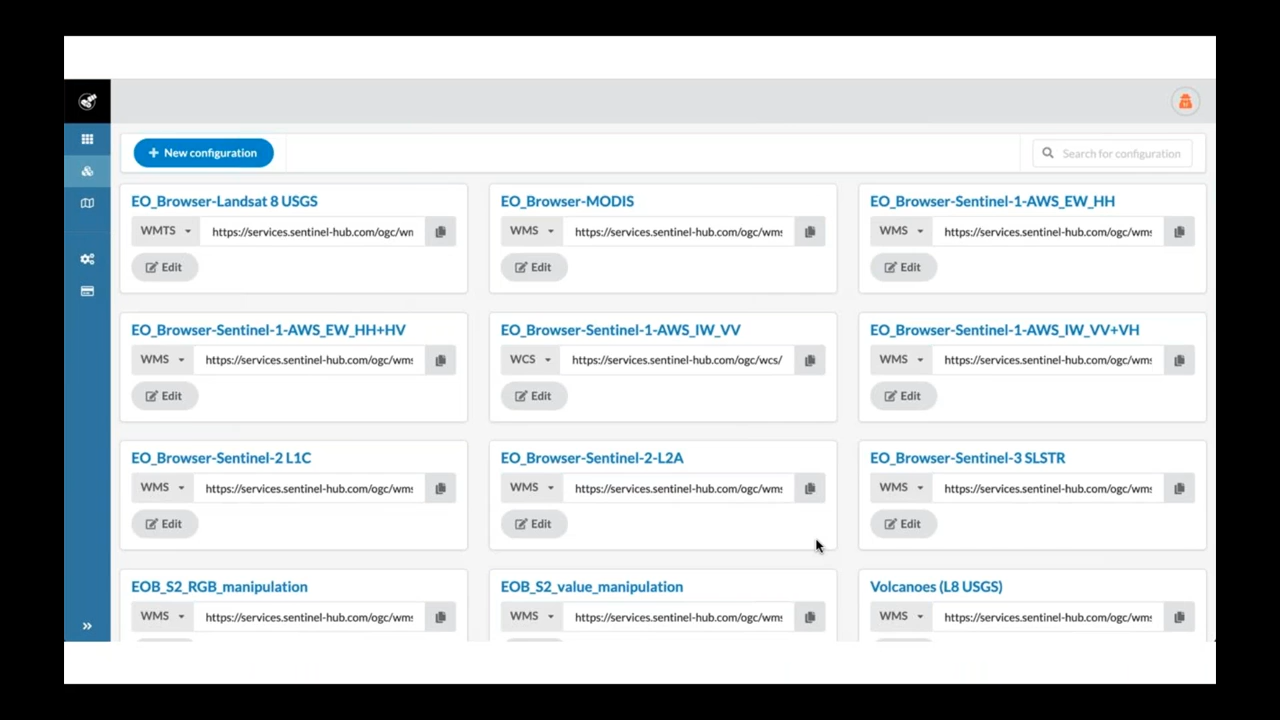 New configuration
Search for configuration
EO_Browser-Landsat 8 USGS
EO_Browser-MODIS
EO_Browser-Sentinel-1-AWS_EW_HH
WMTS https://services.sentinel-hub.com/ogc/wm
WMS https://services.sentinel-hub.com/ogc/wms
WMS https://services.sentinel-hub.com/ogc/wms
Edit
Edit
Edit
EO_Browser-Sentinel-1-AWS_EW_HH+HV
EO_Browser-Sentinel-1-AWS_IW_VV
EO_Browser-Sentinel-1-AWS_IW_VV+VH
WMS https://services.sentinel-hub.com/ogc/wms
WCS https://services.sentinel-hub.com/ogc/wcs/
WMS https://services.sentinel-hub.com/ogc/wms
Edit
Edit
Edit
EO_Browser-Sentinel-2 L1C
EO_Browser-Sentinel-2-L2A
EO_Browser-Sentinel-3 SLSTR
WMS https://services.sentinel-hub.com/ogc/wms
WMS https://services.sentinel-hub.com/ogc/wms
WMS https://services.sentinel-hub.com/ogc/wms
Edit
Edit
Edit
EOB_S2_RGB_manipulation
EOB_S2_value_manipulation
Volcanoes (L8 USGS)
WMS https://services.sentinel-hub.com/ogc/wms
WMS https://services.sentinel-hub.com/ogc/wms
WMS https://services.sentinel-hub.com/ogc/wms